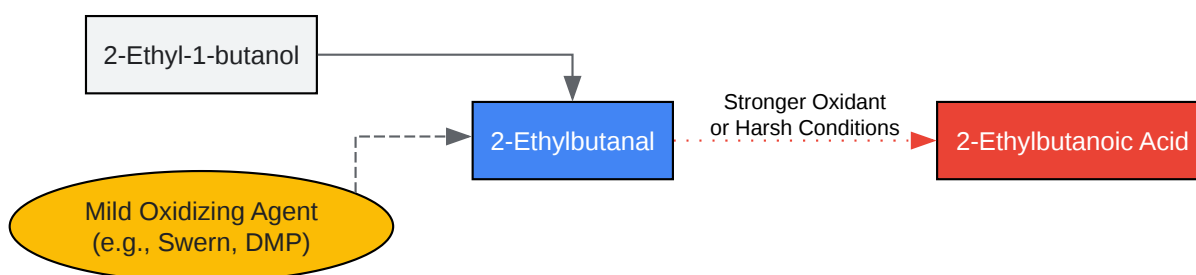 2-Ethyl-1-butanol
2-Ethylbutanal
Stronger Oxidant
or Harsh Conditions
2-Ethylbutanoic Acid
Mild Oxidizing Agent
(e.g., Swern, DMP)